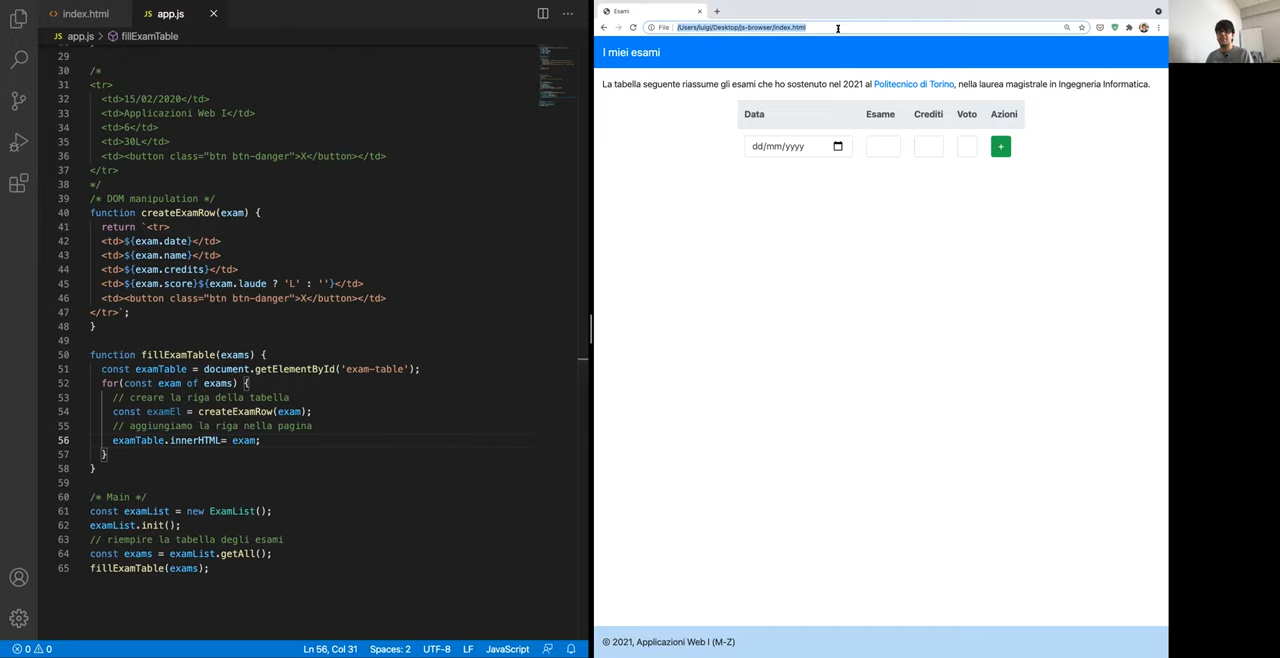 index.html
app.js
app.js > fillExamTable
29
30 /*
31 <tr>
32 <td>15/02/2020</td>
33 <td>Applicazioni Web I</td>
34 <td>6</td>
35 <td>30L</td>
36 <td><button class="btn btn-danger">X</button></td>
37 </tr>
38 */
39 /* DOM manipulation */
40 function createExamRow(exam) {
41 return `<tr>
42 <td>${exam.date}</td>
43 <td>${exam.name}</td>
44 <td>${exam.credits}</td>
45 <td>${exam.score}${exam.laude ? 'L' : ''}</td>
46 <td><button class="btn btn-danger">X</button></td>
47 </tr>`;
48 }
49
50 function fillExamTable(exams) {
51 const examTable = document.getElementById('exam-table');
52 for(const exam of exams) {
53 // creare la riga della tabella
54 const examEl = createExamRow(exam);
55 // aggiungiamo la riga nella pagina
56 examTable.innerHTML= exam;
57 }
58 }
59
60 /* Main */
61 const examList = new ExamList();
62 examList.init();
63 // riempire la tabella degli esami
64 const exams = examList.getAll();
65 fillExamTable(exams);
0 0
Ln 56, Col 31
Spaces: 2
UTF-8
LF
JavaScript
Esami
File /Users/luigi/Desktop/js-browser/index.html
I miei esami
La tabella seguente riassume gli esami che ho sostenuto nel 2021 al Politecnico di Torino, nella laurea magistrale in Ingegneria Informatica.
Data Esame Crediti Voto Azioni
dd/mm/yyyy +
© 2021, Applicazioni Web I (M-Z)